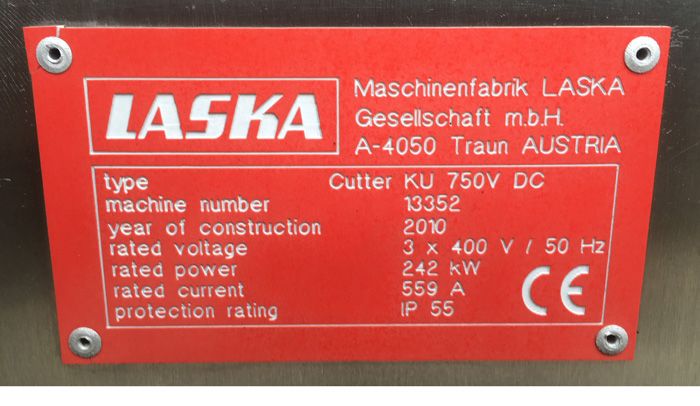 LASKA
Maschinenfabrik LASKA
Gesellschaft m.b.H.
A-4050 Traun AUSTRIA
type Cutter KU 750V DC
machine number 13352
year of construction 2010
rated voltage 3 x 400 V / 50 Hz
rated power 242 kW
rated current 559 A
protection rating IP 55
CE